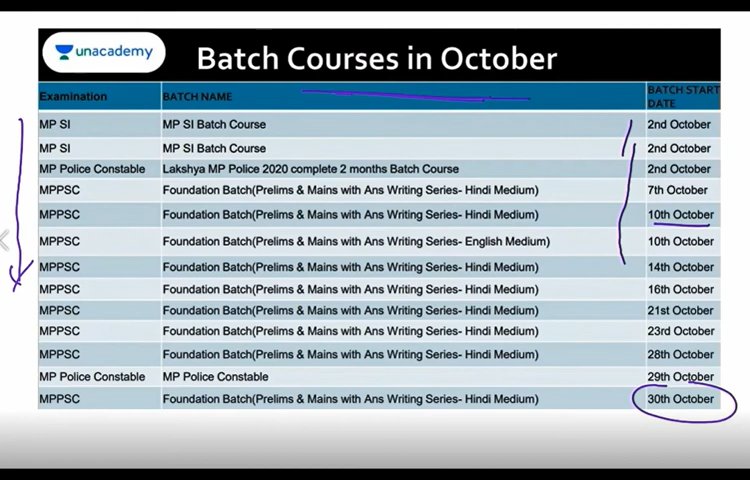 unacademy
Batch Courses in October
Examination BATCH NAME BATCH START DATE
MP SI MP SI Batch Course 2nd October
MP SI MP SI Batch Course 2nd October
MP Police Constable Lakshya MP Police 2020 complete 2 months Batch Course 2nd October
MPPSC Foundation Batch(Prelims & Mains with Ans Writing Series- Hindi Medium) 7th October
MPPSC Foundation Batch(Prelims & Mains with Ans Writing Series- Hindi Medium) 10th October
MPPSC Foundation Batch(Prelims & Mains with Ans Writing Series- English Medium) 10th October
MPPSC Foundation Batch(Prelims & Mains with Ans Writing Series- Hindi Medium) 14th October
MPPSC Foundation Batch(Prelims & Mains with Ans Writing Series- Hindi Medium) 16th October
MPPSC Foundation Batch(Prelims & Mains with Ans Writing Series- Hindi Medium) 21st October
MPPSC Foundation Batch(Prelims & Mains with Ans Writing Series- Hindi Medium) 23rd October
MPPSC Foundation Batch(Prelims & Mains with Ans Writing Series- Hindi Medium) 28th October
MP Police Constable MP Police Constable 29th October
MPPSC Foundation Batch(Prelims & Mains with Ans Writing Series- Hindi Medium) 30th October